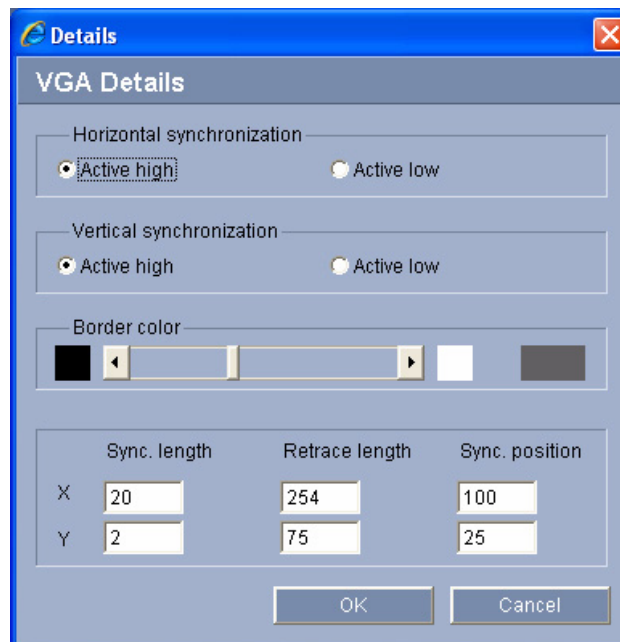 Details
VGA Details
Horizontal synchronization
Active high Active low
Vertical synchronization
Active high Active low
Border color
Sync. length Retrace length Sync. position
X 20 254 100
Y 2 75 25
OK Cancel